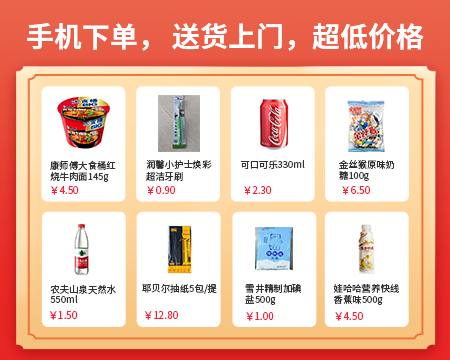 手机下单，送货上门，超低价格
康师傅大食桶红
烧牛肉面145g
￥4.50
润馨小护士焕彩
超洁牙刷
￥0.90
可口可乐330ml
￥2.30
金丝猴原味奶
糖100g
￥6.50
农夫山泉天然水
550ml
￥1.50
耶贝尔抽纸5包/提
￥12.80
雪井精制加碘
盐500g
￥1.00
娃哈哈营养快线
香蕉味500g
￥4.50
Coca-Cola